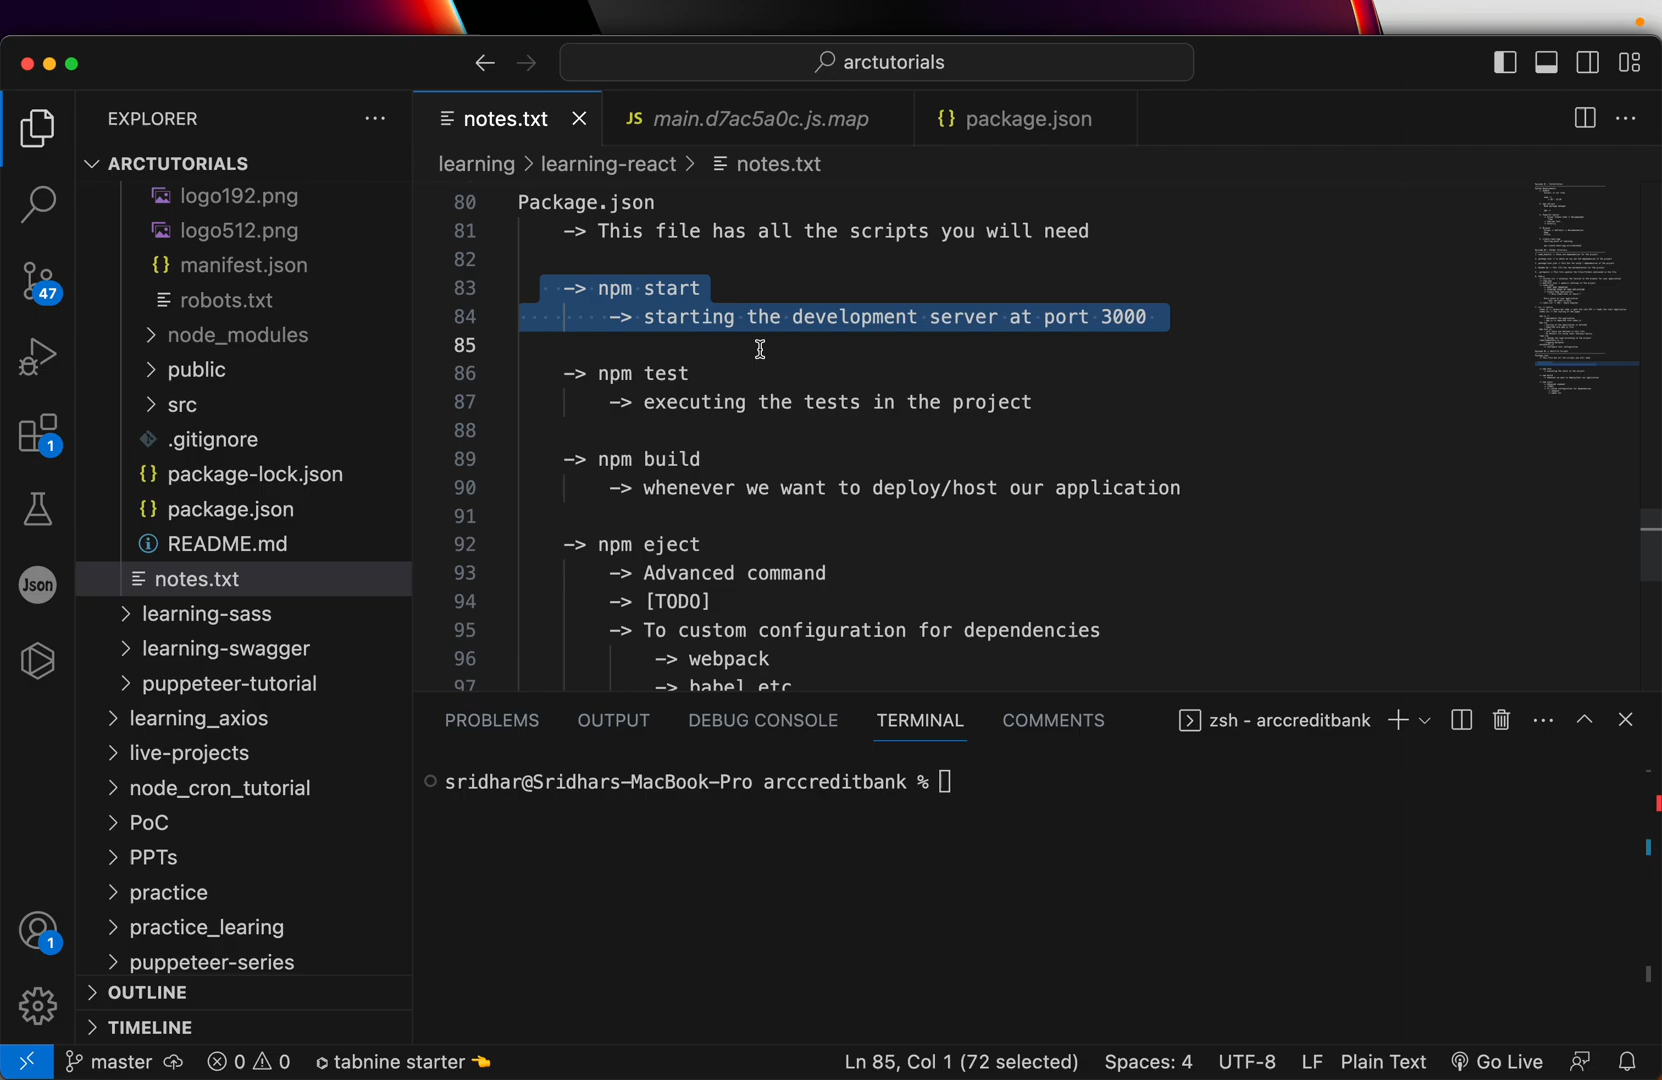 arctutorials
EXPLORER
ARCTUTORIALS
logo192.png
logo512.png
manifest.json
robots.txt
node_modules
public
src
.gitignore
package-lock.json
package.json
README.md
notes.txt
learning-sass
learning-swagger
puppeteer-tutorial
learning_axios
live-projects
node_cron_tutorial
PoC
PPTs
practice
practice_learing
puppeteer-series
OUTLINE
TIMELINE
47
1
Json
1
notes.txt
JS main.d7ac5a0c.js.map
{} package.json
learning > learning-react > notes.txt
80 Package.json
81 -> This file has all the scripts you will need
82
83 -> npm start
84 -> starting the development server at port 3000
85
86 -> npm test
87 -> executing the tests in the project
88
89 -> npm build
90 -> whenever we want to deploy/host our application
91
92 -> npm eject
93 -> Advanced command
94 -> [TODO]
95 -> To custom configuration for dependencies
96 -> webpack
97 -> babel etc
PROBLEMS OUTPUT DEBUG CONSOLE TERMINAL COMMENTS zsh - arccreditbank
sridhar@Sridhars-MacBook-Pro arccreditbank %
master 0 0 tabnine starter Ln 85, Col 1 (72 selected) Spaces: 4 UTF-8 LF Plain Text Go Live